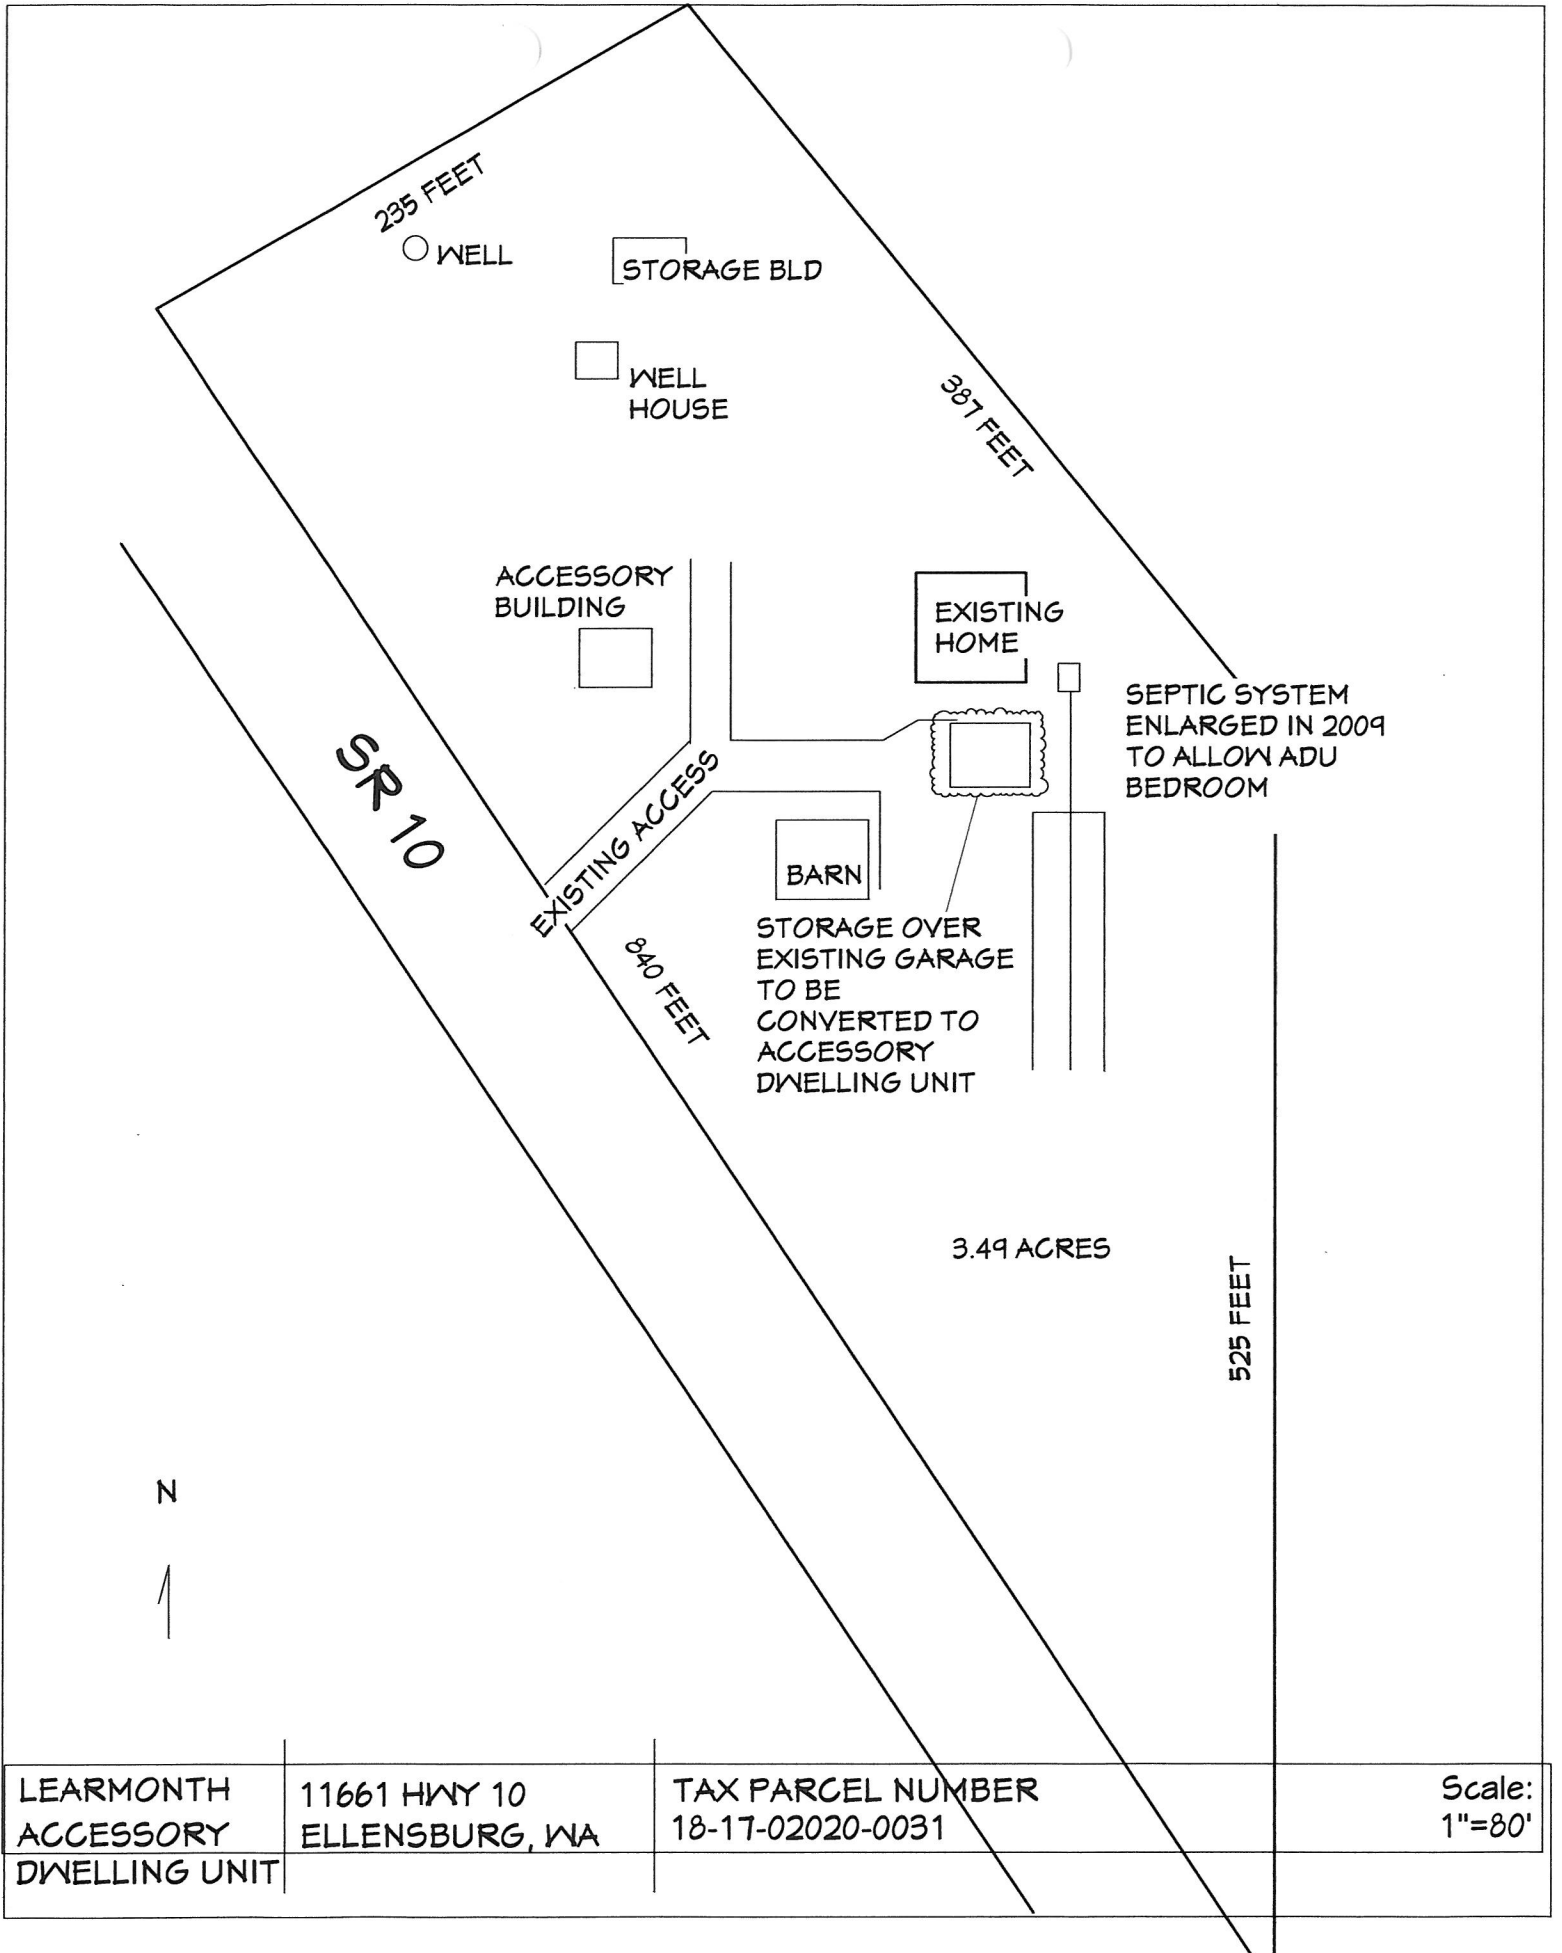 235 FEET
WELL
STORAGE BLD
WELL
HOUSE
387 FEET
ACCESSORY
BUILDING
EXISTING
HOME
SEPTIC SYSTEM
ENLARGED IN 2009
TO ALLOW ADU
BEDROOM
SR 10
EXISTING ACCESS
BARN
840 FEET
STORAGE OVER
EXISTING GARAGE
TO BE
CONVERTED TO
ACCESSORY
DWELLING UNIT
3.49 ACRES
525 FEET
N
LEARMONTH
ACCESSORY
DWELLING UNIT
11661 HWY 10
ELLENSBURG, WA
TAX PARCEL NUMBER
18-17-02020-0031
Scale:
1"=80'